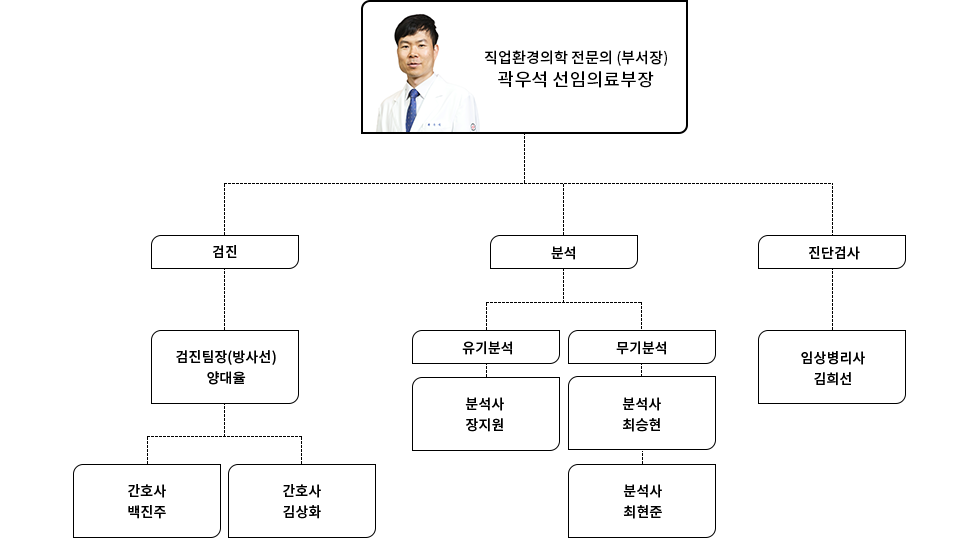 직업환경의학 전문의 (부서장)
곽우석 선임의료부장
검진
분석
진단검사
검진팀장(방사선)
양대율
유기분석
무기분석
임상병리사
김희선
분석사
장지원
분석사
최승현
간호사
백진주
간호사
김상화
분석사
최현준